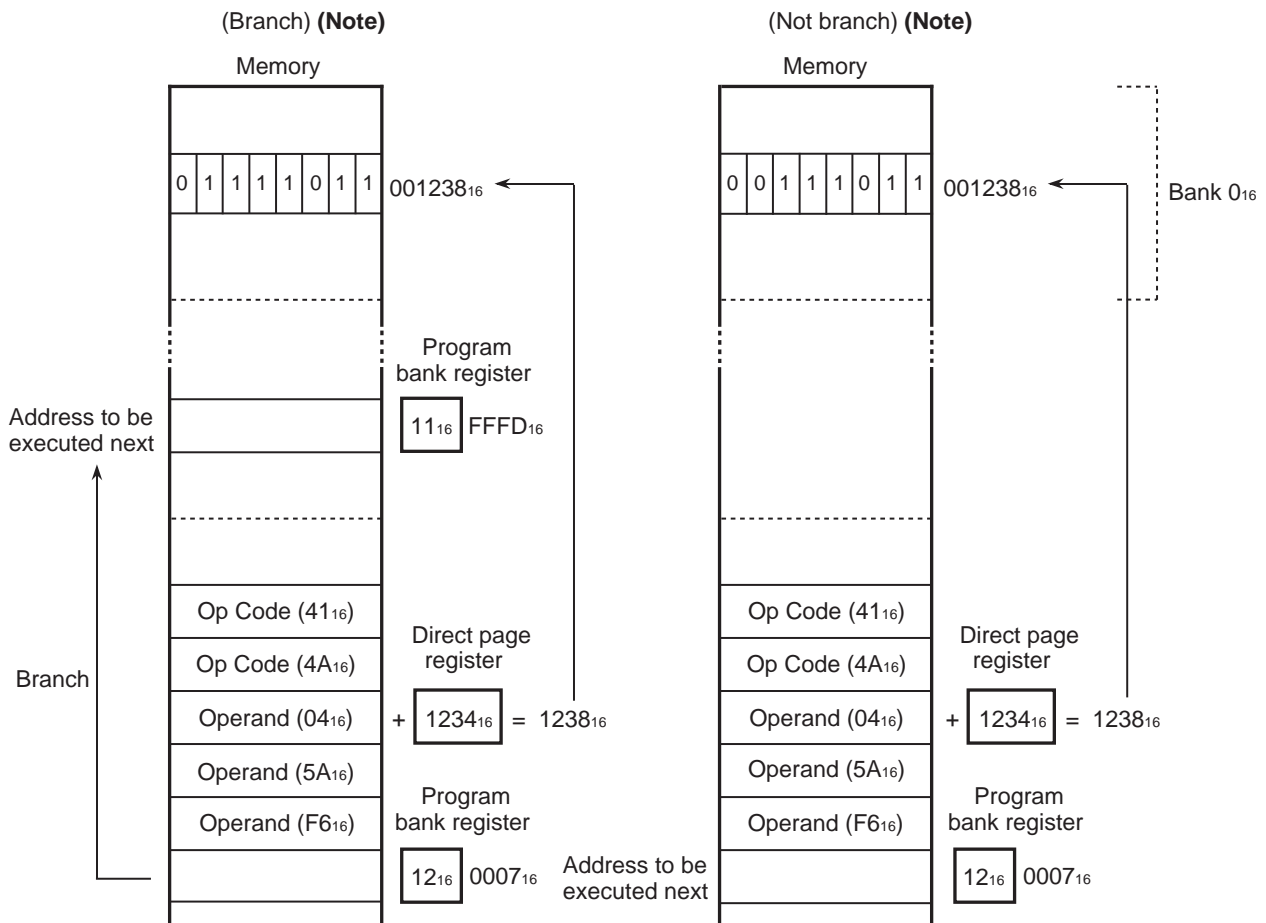 (Branch) (Note)
Memory
0 1 1 1 1 0 1 1
001238₁₆
Program
bank register
11₁₆ FFFD₁₆
Address to be
executed next
Branch
Op Code (41₁₆)
Op Code (4A₁₆)
Operand (04₁₆)
Operand (5A₁₆)
Operand (F6₁₆)
Direct page
register
+ 1234₁₆ = 1238₁₆
Program
bank register
12₁₆ 0007₁₆
(Not branch) (Note)
Memory
0 0 1 1 1 0 1 1
001238₁₆
Bank 0₁₆
Op Code (41₁₆)
Op Code (4A₁₆)
Operand (04₁₆)
Operand (5A₁₆)
Operand (F6₁₆)
Direct page
register
+ 1234₁₆ = 1238₁₆
Program
bank register
Address to be
executed next
12₁₆ 0007₁₆